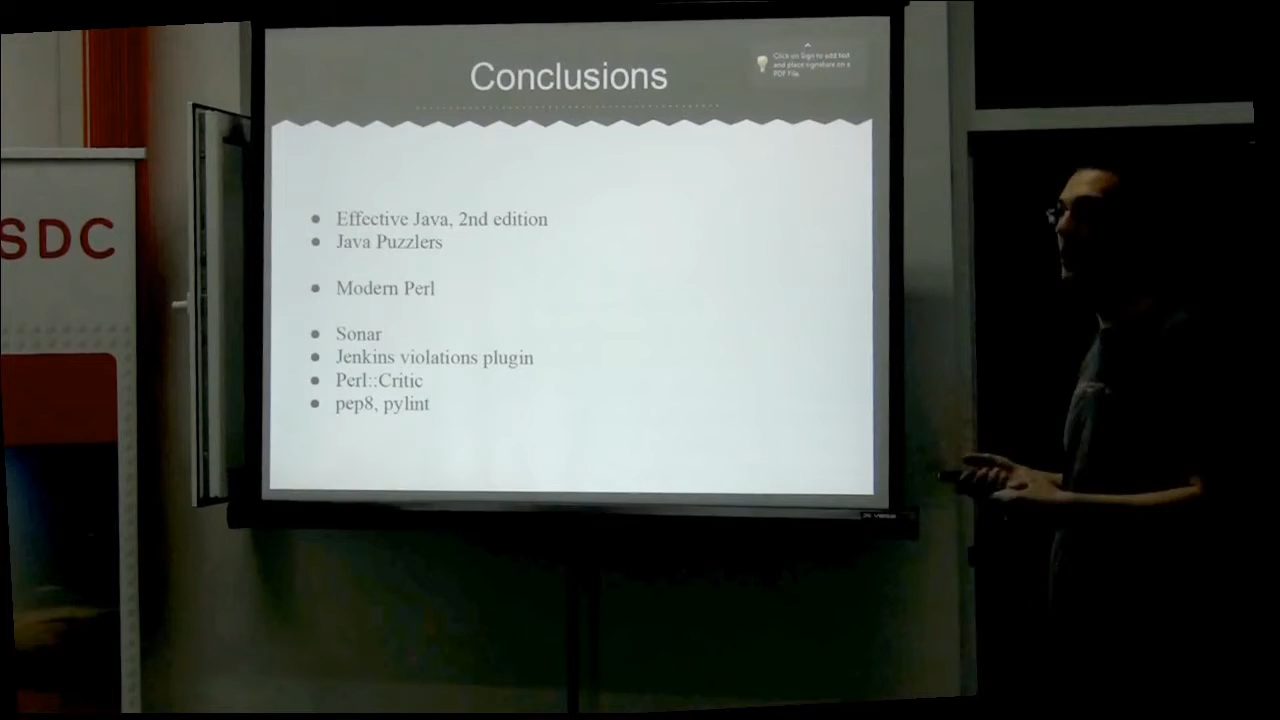 SDC
Conclusions
Click on Sign to add text
and place signature on a
PDF File.
Effective Java, 2nd edition
Java Puzzlers
Modern Perl
Sonar
Jenkins violations plugin
Perl::Critic
pep8, pylint